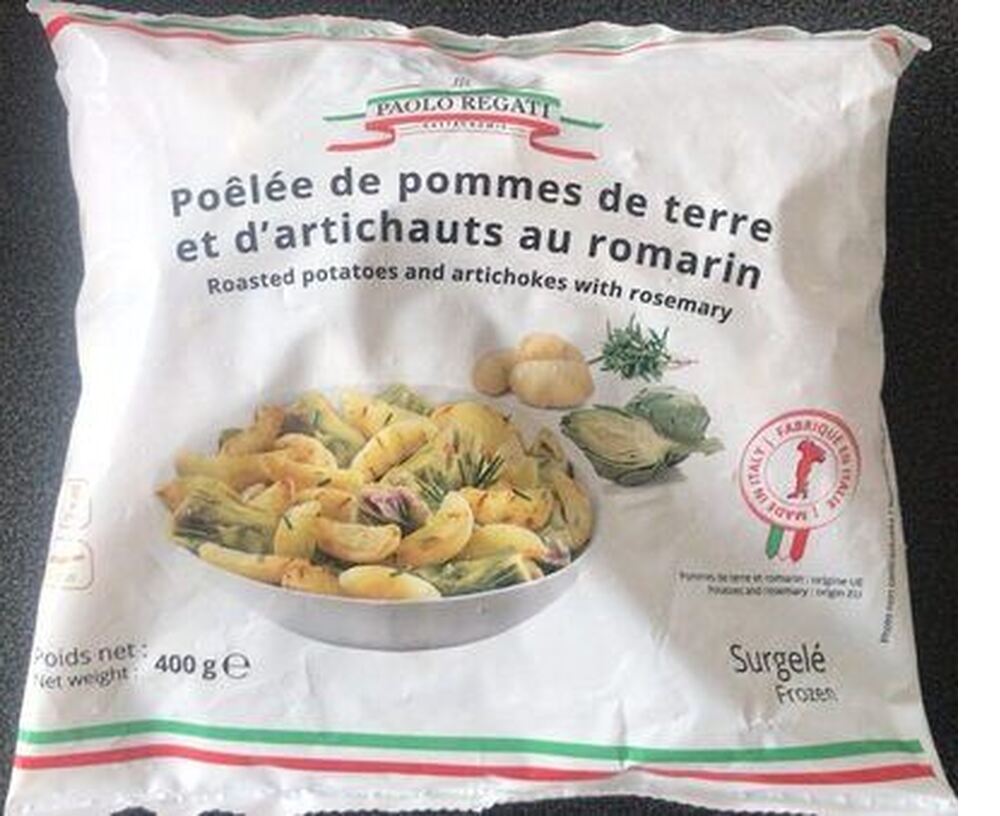 PAOLO REGATI
Poêlée de pommes de terre
et d'artichauts au romarin
Roasted potatoes and artichokes with rosemary
FABRIQUÉ EN ITALIE | MADE IN ITALY |
Pommes de terre et romarin : origine UE
Potatoes and rosemary : origin EU
Poids net :
Net weight :
400 g e
Surgelé
Frozen